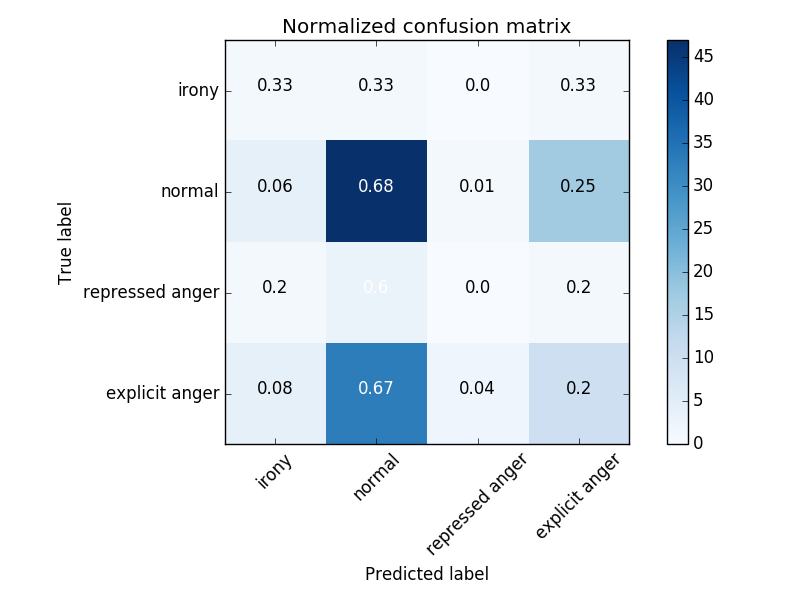 Normalized confusion matrix
irony 0.33 0.33 0.0 0.33
normal 0.06 0.68 0.01 0.25
repressed anger 0.2 0.6 0.0 0.2
explicit anger 0.08 0.67 0.04 0.2
irony normal repressed anger explicit anger
True label
Predicted label
45
40
35
30
25
20
15
10
5
0